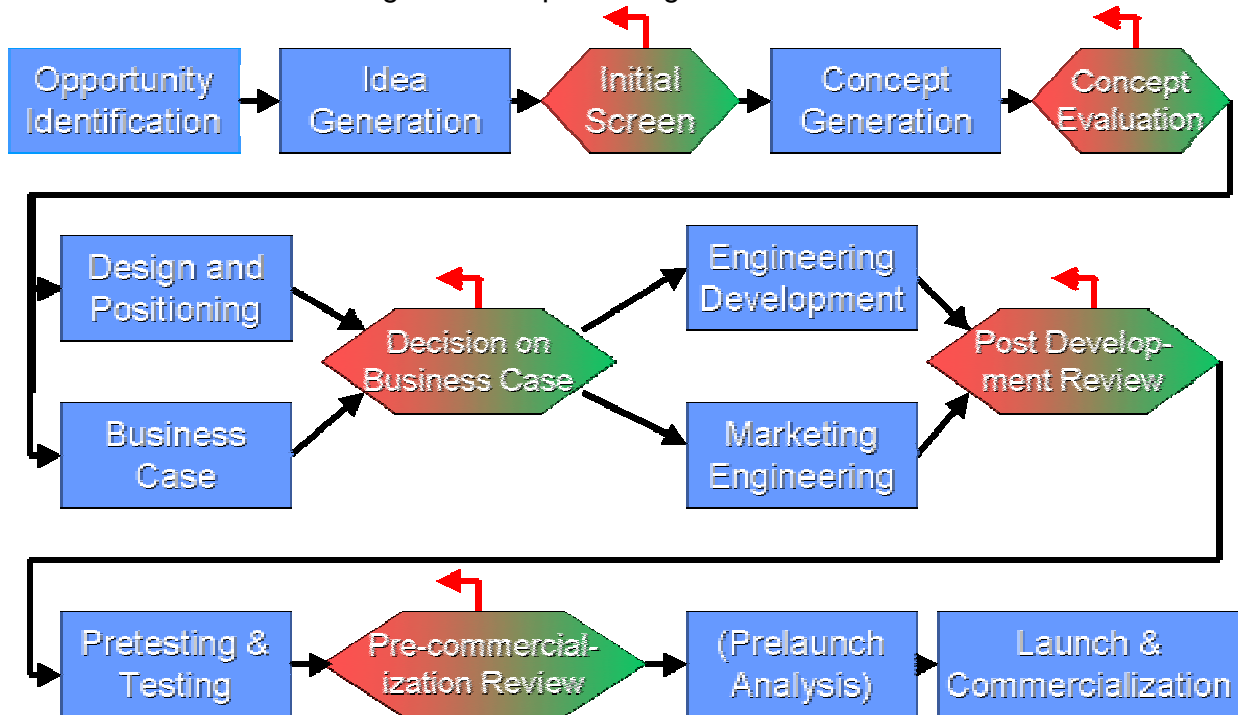 Opportunity
Identification
Idea
Generation
Initial
Screen
Concept
Generation
Concept
Evaluation
Design and
Positioning
Business
Case
Decision on
Business Case
Engineering
Development
Marketing
Engineering
Post Develop-
ment Review
Pretesting &
Testing
Pre-commercial-
ization Review
(Prelaunch
Analysis)
Launch &
Commercialization